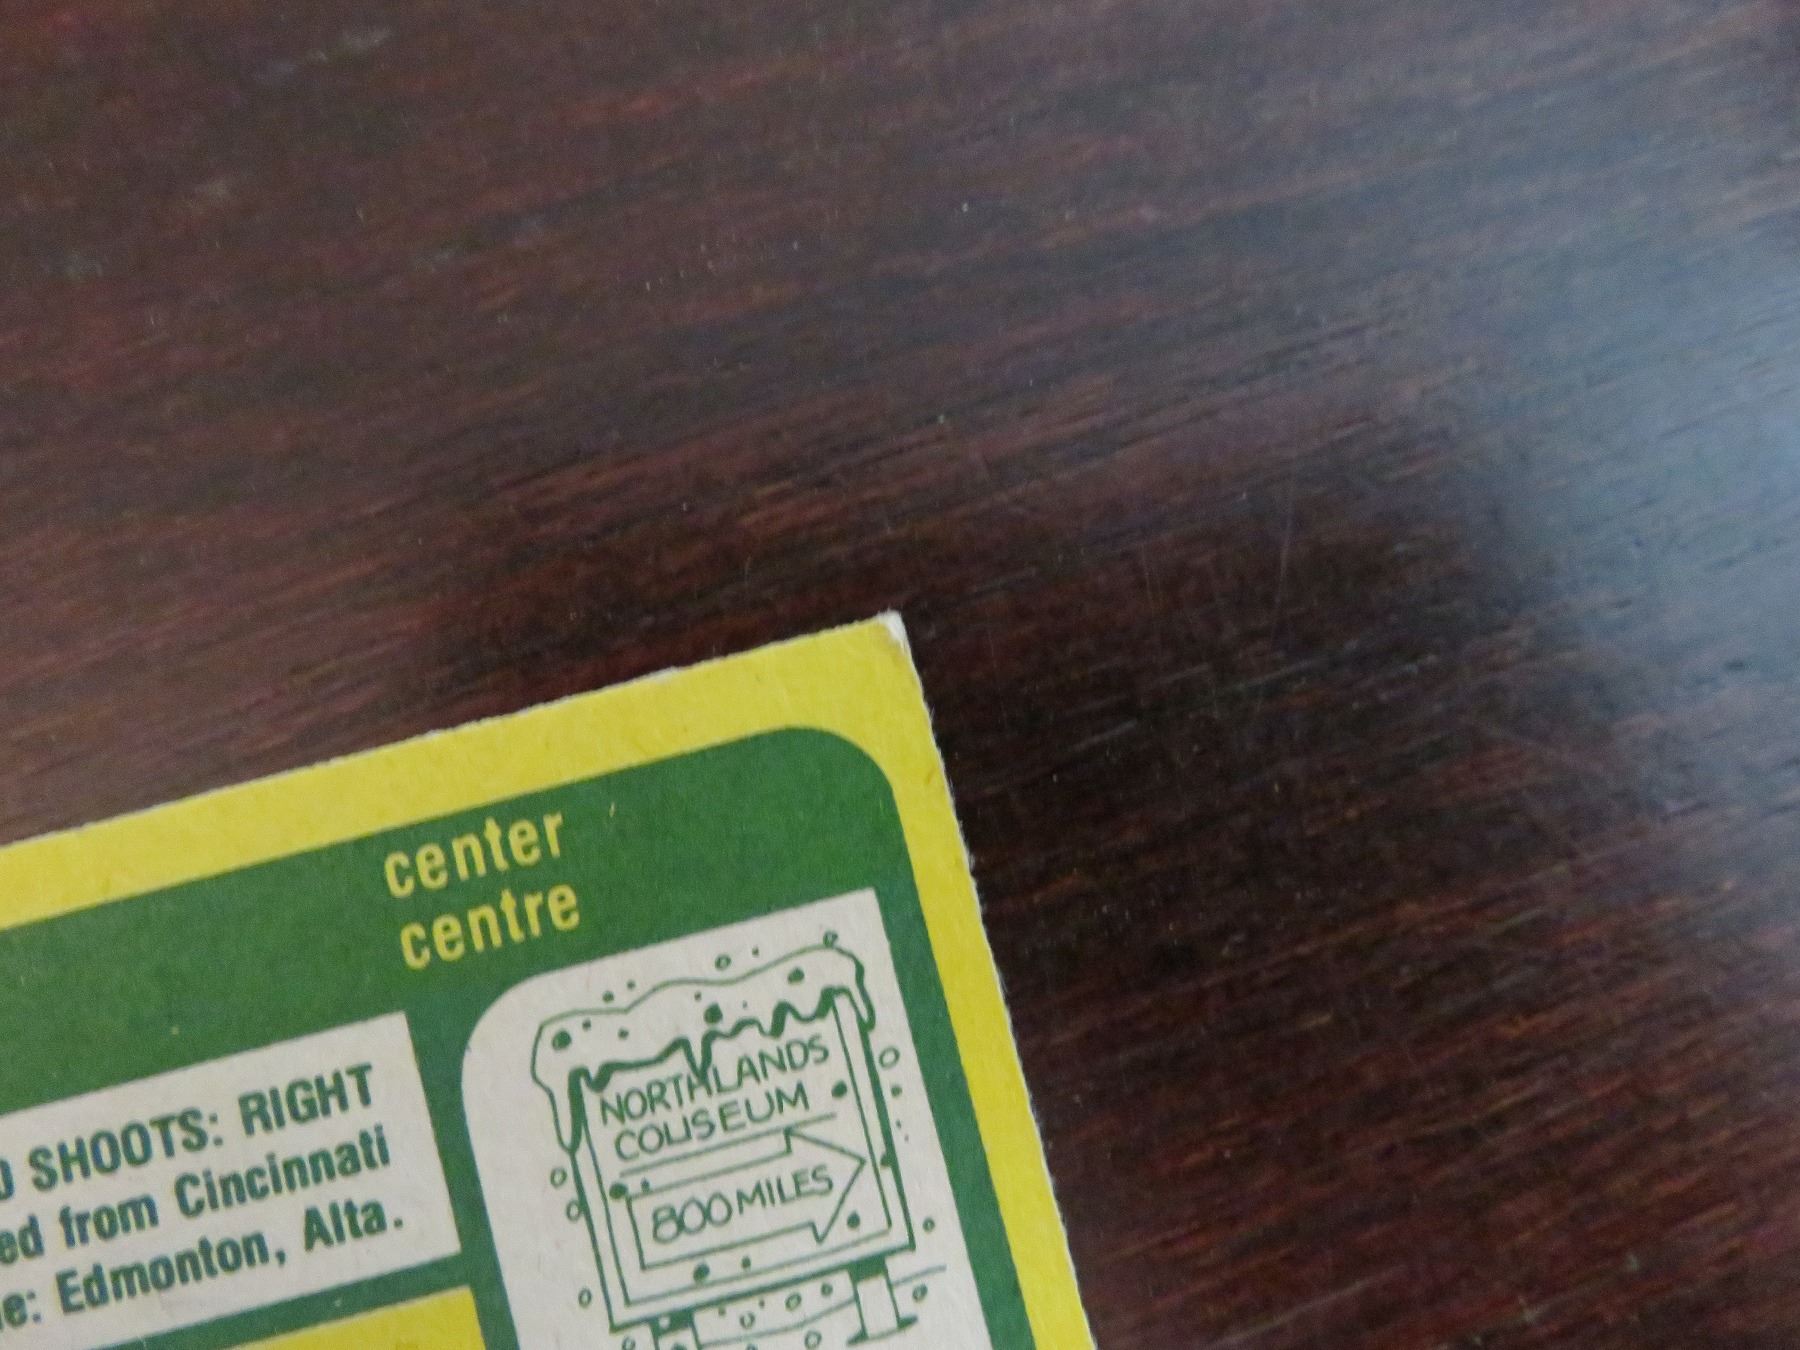 center
centre
SHOOTS: RIGHT
ed from Cincinnati
e: Edmonton, Alta.
NORTHLANDS
COLISEUM
800 MILES